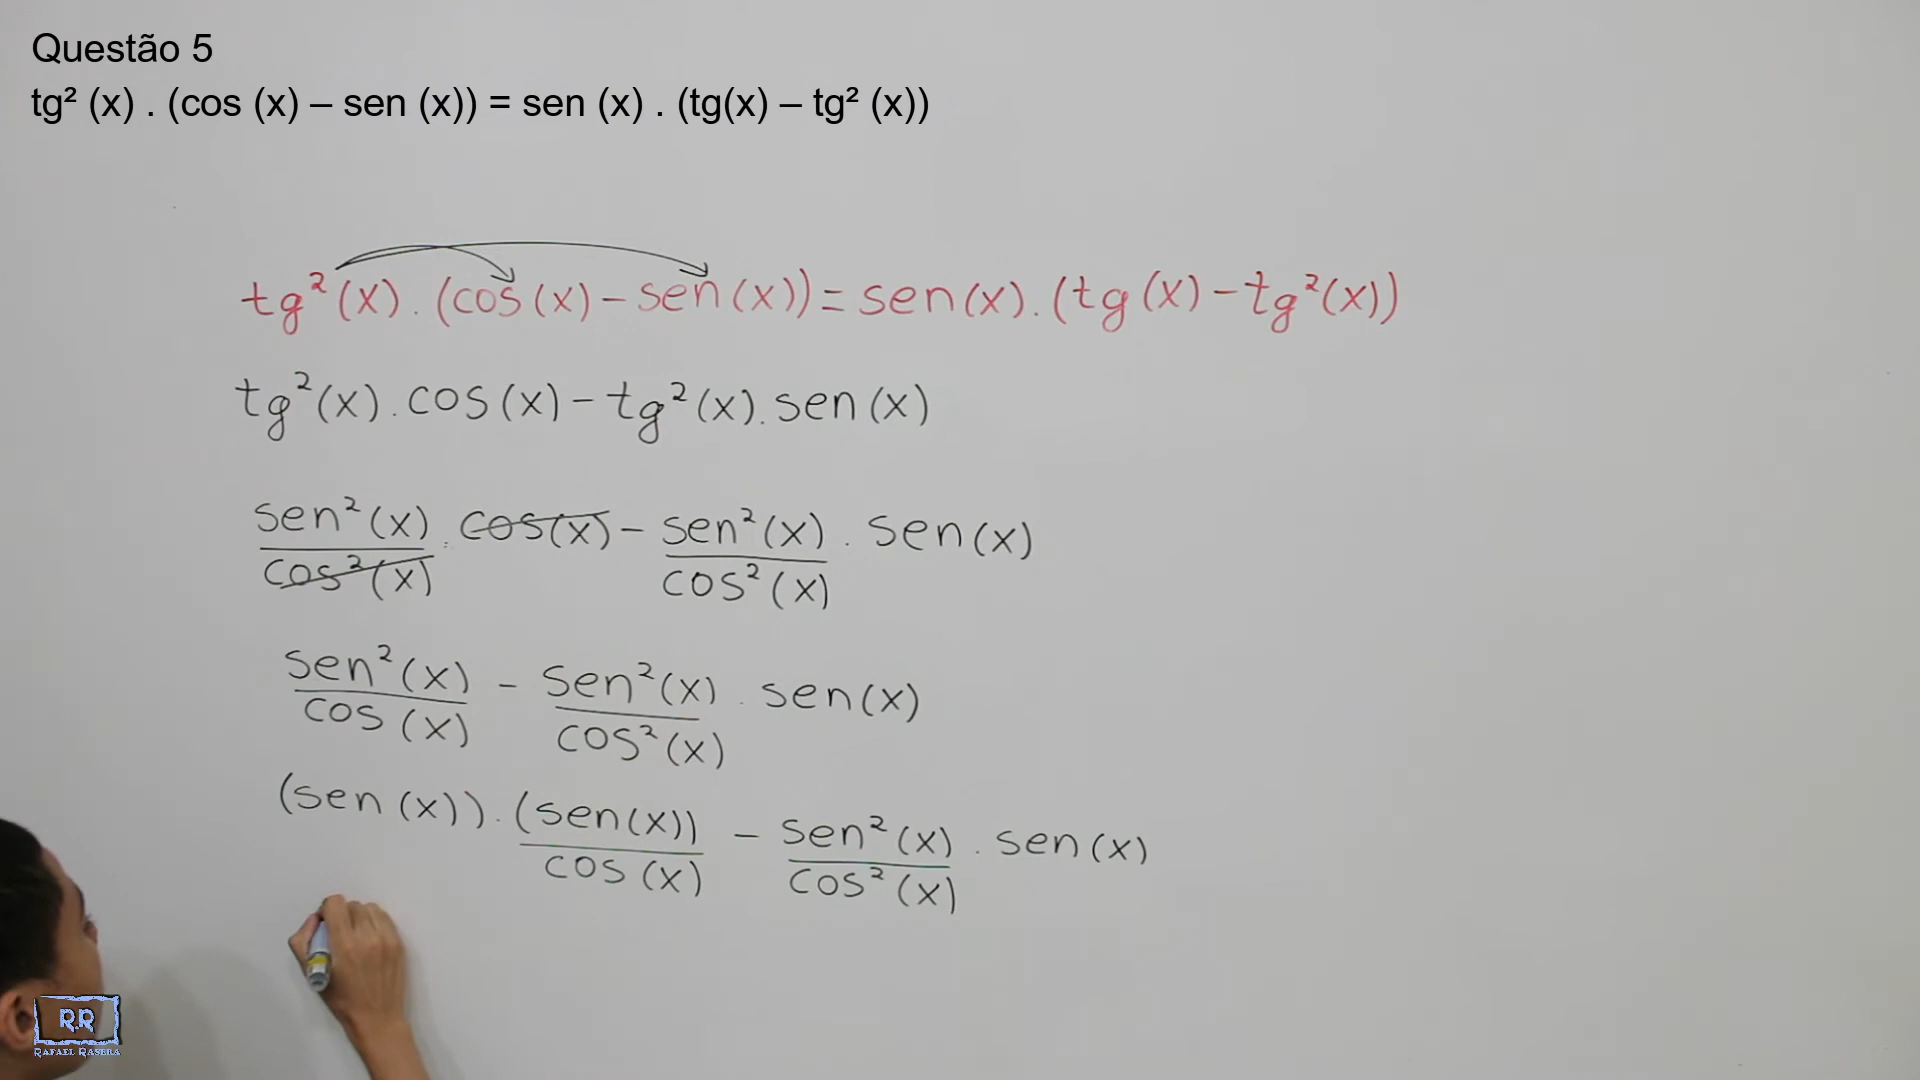 Questão 5
tg² (x) . (cos (x) – sen (x)) = sen (x) . (tg(x) – tg² (x))
tg²(x) . (cos(x) - sen(x)) = sen(x) . (tg(x) - tg²(x))
tg²(x) . cos(x) - tg²(x) . sen(x)
sen²(x)/cos²(x) . cos(x) - sen²(x)/cos²(x) . sen(x)
sen²(x)/cos(x) - sen²(x)/cos²(x) . sen(x)
(sen(x)) . (sen(x))/cos(x) - sen²(x)/cos²(x) . sen(x)
R.R
RAFAEL RASERA